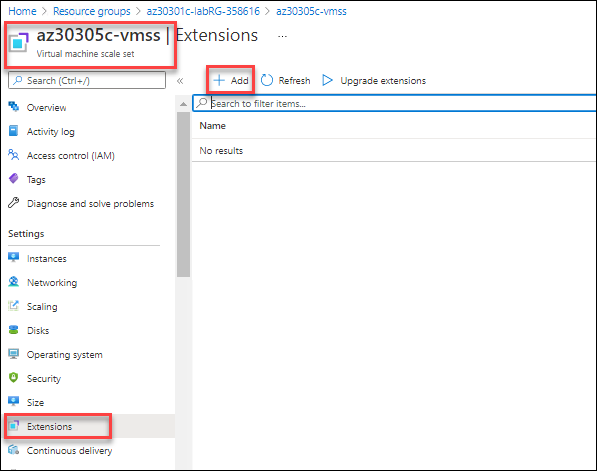 Home > Resource groups > az30301c-labRG-358616 > az30305c-vmss
az30305c-vmss | Extensions ...
Virtual machine scale set
Search (Ctrl+/) «
+ Add Refresh Upgrade extensions
Search to filter items...
Name
No results
Overview
Activity log
Access control (IAM)
Tags
Diagnose and solve problems
Settings
Instances
Networking
Scaling
Disks
Operating system
Security
Size
Extensions
Continuous delivery